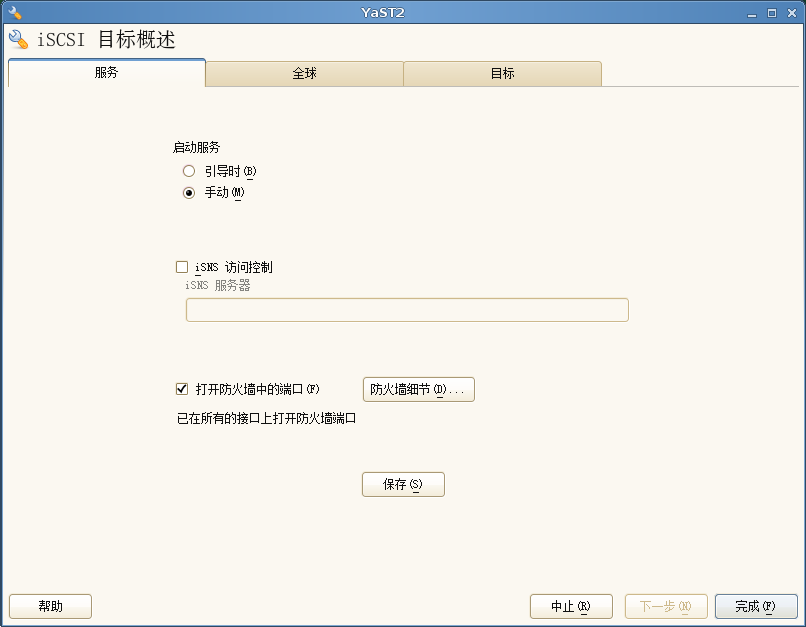 YaST2
iSCSI 目标概述
服务 全球 目标
启动服务
引导时(B)
手动(M)
iSNS 访问控制
iSNS 服务器
打开防火墙中的端口(F) 防火墙细节(D)...
已在所有的接口上打开防火墙端口
保存(S)
帮助 中止(R) 下一步(N) 完成(F)